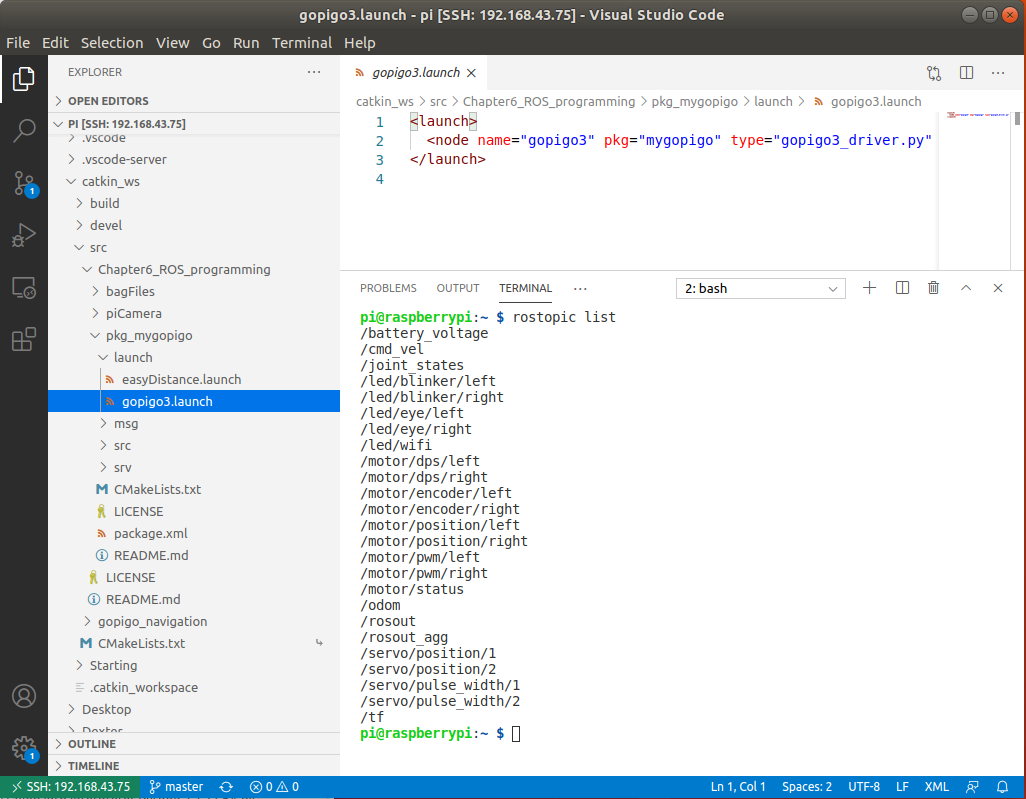 gopigo3.launch - pi [SSH: 192.168.43.75] - Visual Studio Code
File Edit Selection View Go Run Terminal Help
EXPLORER
OPEN EDITORS
PI [SSH: 192.168.43.75]
.vscode
.vscode-server
catkin_ws
build
devel
src
Chapter6_ROS_programming
bagFiles
piCamera
pkg_mygopigo
launch
easyDistance.launch
gopigo3.launch
msg
src
srv
CMakeLists.txt
LICENSE
package.xml
README.md
LICENSE
README.md
gopigo_navigation
CMakeLists.txt
Starting
.catkin_workspace
Desktop
Dexter
OUTLINE
TIMELINE
1
1
gopigo3.launch
catkin_ws > src > Chapter6_ROS_programming > pkg_mygopigo > launch > gopigo3.launch
1 <launch>
2 <node name="gopigo3" pkg="mygopigo" type="gopigo3_driver.py"
3 </launch>
4
PROBLEMS OUTPUT TERMINAL ··· 2: bash
pi@raspberrypi:~ $ rostopic list
/battery_voltage
/cmd_vel
/joint_states
/led/blinker/left
/led/blinker/right
/led/eye/left
/led/eye/right
/led/wifi
/motor/dps/left
/motor/dps/right
/motor/encoder/left
/motor/encoder/right
/motor/position/left
/motor/position/right
/motor/pwm/left
/motor/pwm/right
/motor/status
/odom
/rosout
/rosout_agg
/servo/position/1
/servo/position/2
/servo/pulse_width/1
/servo/pulse_width/2
/tf
pi@raspberrypi:~ $
SSH: 192.168.43.75 master 0 0 Ln 1, Col 1 Spaces: 2 UTF-8 LF XML